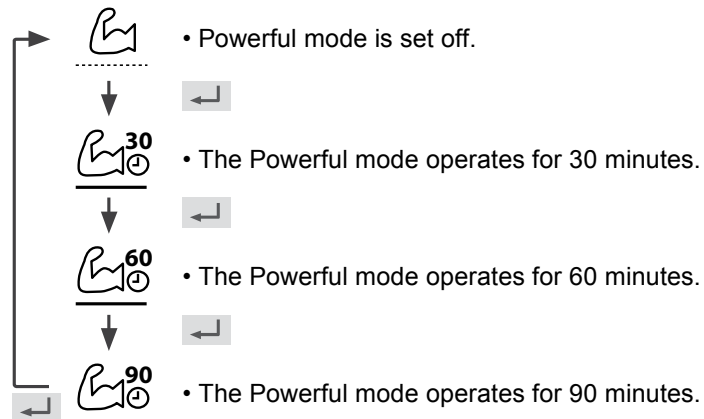 • Powerful mode is set off.
30
• The Powerful mode operates for 30 minutes.
60
• The Powerful mode operates for 60 minutes.
90
• The Powerful mode operates for 90 minutes.